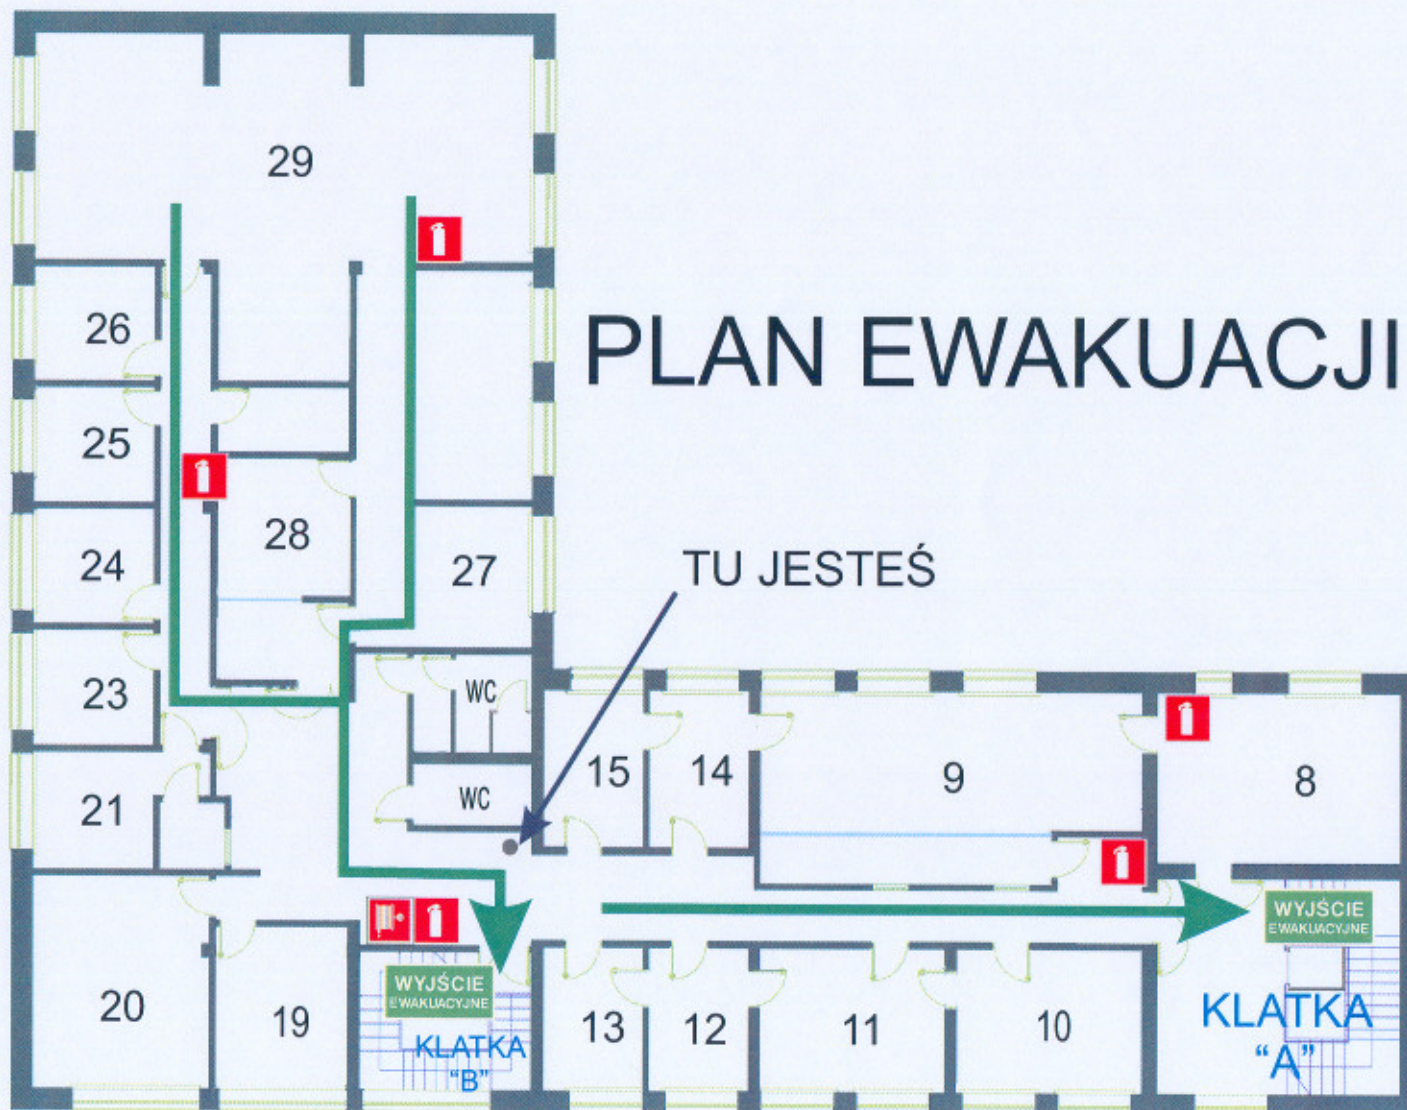 29
26
PLAN EWAKUACJI
25
28
24
27
TU JESTEŚ
23
WC
15
14
9
8
21
WC
WYJŚCIE
EWAKUACYJNE
WYJŚCIE
EWAKUACYJNE
20
19
13
12
11
10
KLATKA
"A"
KLATKA
"B"